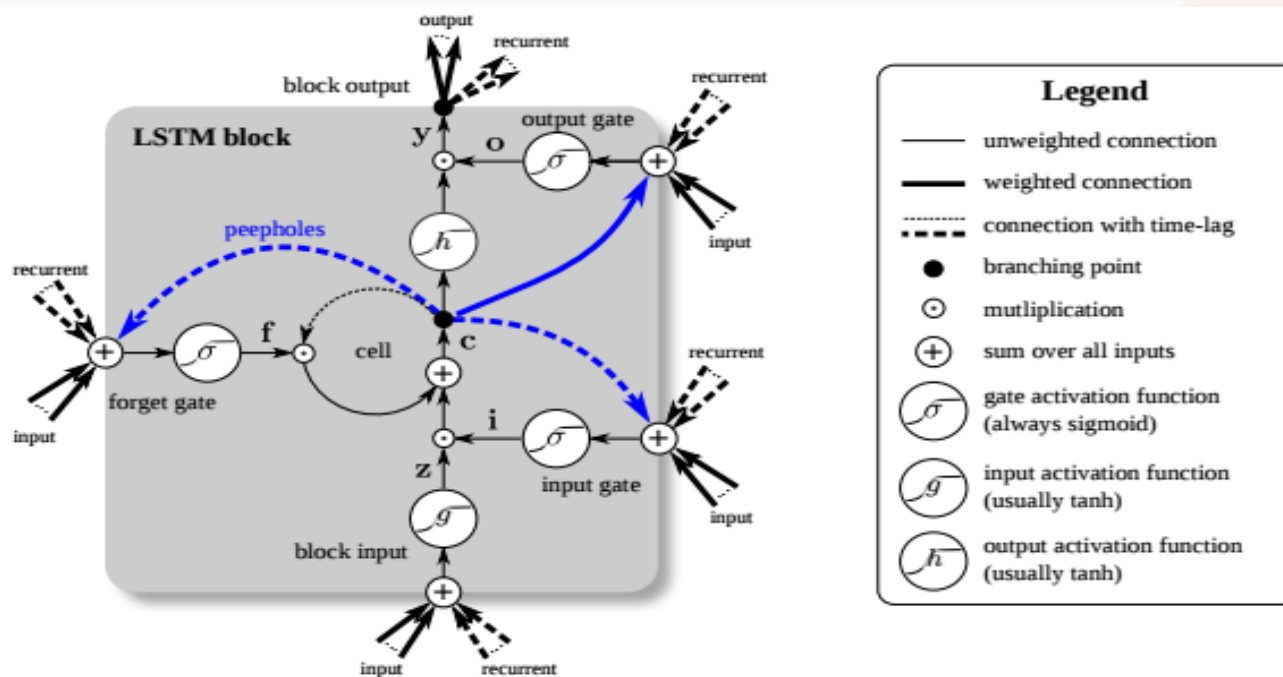 output
recurrent
block output
LSTM block
y
output gate
o
σ
recurrent
input
h
peepholes
recurrent
f
σ
cell
c
forget gate
input
recurrent
i
σ
z
input gate
input
g
block input
input
recurrent
Legend
unweighted connection
weighted connection
connection with time-lag
branching point
mutliplication
sum over all inputs
σ
gate activation function
(always sigmoid)
g
input activation function
(usually tanh)
h
output activation function
(usually tanh)